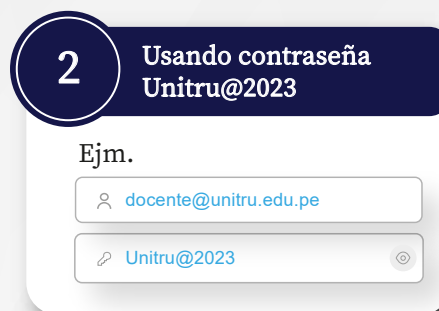 2
Usando contraseña
Unitru@2023
Ejm.
docente@unitru.edu.pe
Unitru@2023